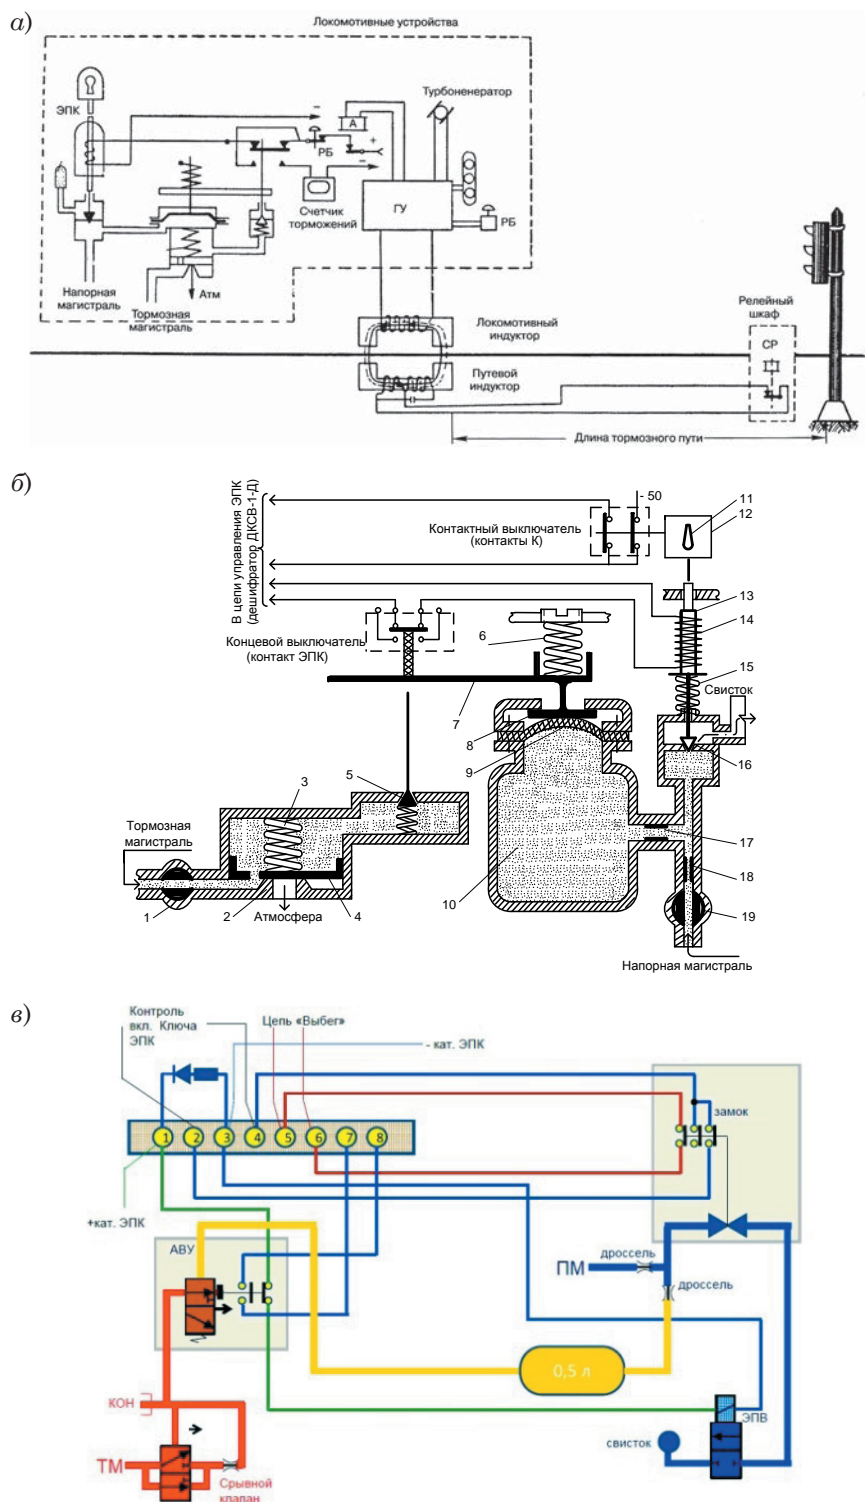 а)
Локомотивные устройства
ЭПК
Турбоненератор
А
РБ
+
−
Счетчик
торможений
ГУ
РБ
Напорная
магистраль
Атм
Тормозная
магистраль
Локомотивный
индуктор
Релейный
шкаф
СР
Путевой
индуктор
Длина тормозного пути
б)
В цепи управления ЭПК
(дешифратор ДКСВ-1-Д)
- 50
11
12
Контактный выключатель
(контакты К)
13
14
6
Концевой выключатель
(контакт ЭПК)
15
Свисток
7
8
9
16
5
3
Тормозная
магистраль
17
18
10
1
2
Атмосфера
4
19
Напорная магистраль
в)
Контроль
вкл. Ключа
ЭПК
Цепь «Выбег»
- кат. ЭПК
замок
1 2 3 4 5 6 7 8
+кат. ЭПК
АВУ
ПМ
дроссель
дроссель
0,5 л
КОН
ЭПВ
свисток
ТМ
Срывной
клапан